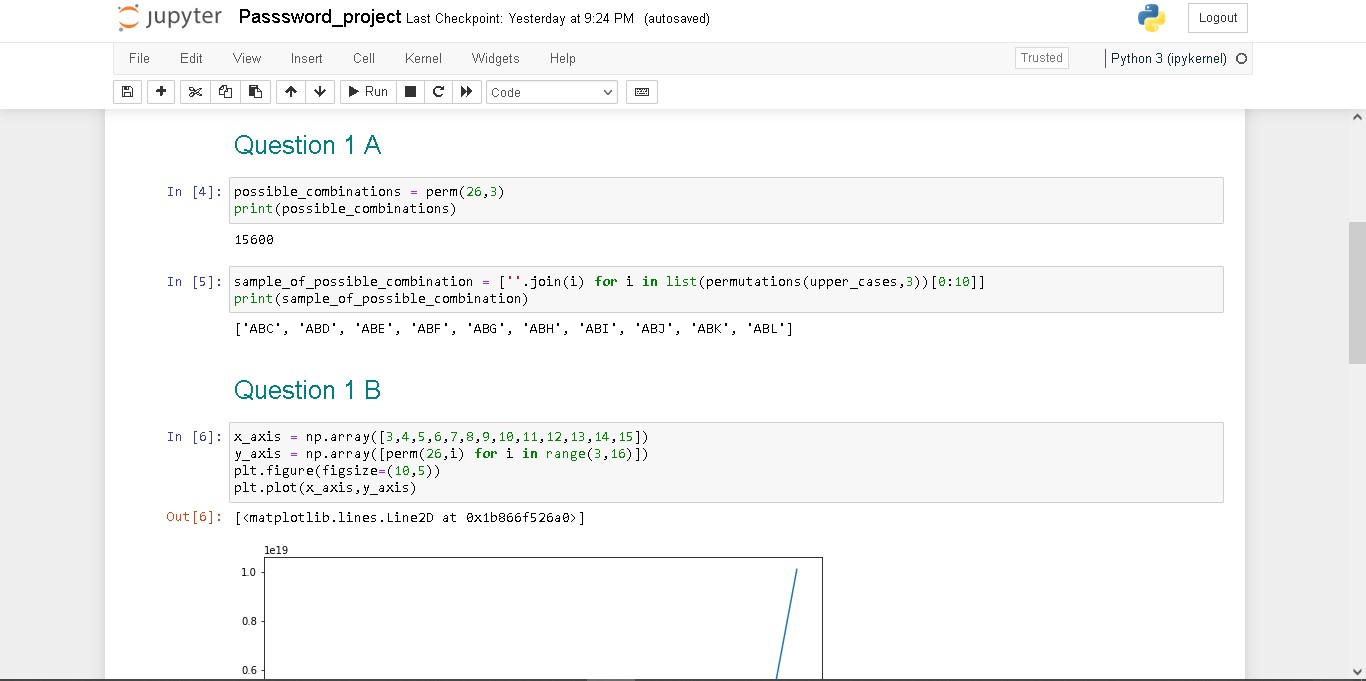 jupyter Passsword_project Last Checkpoint: Yesterday at 9:24 PM (autosaved) Logout
File Edit View Insert Cell Kernel Widgets Help Trusted Python 3 (ipykernel)
Run Code
Question 1 A
In [4]: possible_combinations = perm(26,3)
print(possible_combinations)
15600
In [5]: sample_of_possible_combination = [''.join(i) for i in list(permutations(upper_cases,3))[0:10]]
print(sample_of_possible_combination)
['ABC', 'ABD', 'ABE', 'ABF', 'ABG', 'ABH', 'ABI', 'ABJ', 'ABK', 'ABL']
Question 1 B
In [6]: x_axis = np.array([3,4,5,6,7,8,9,10,11,12,13,14,15])
y_axis = np.array([perm(26,i) for i in range(3,16)])
plt.figure(figsize=(10,5))
plt.plot(x_axis,y_axis)
Out[6]: [<matplotlib.lines.Line2D at 0x1b866f526a0>]
1e19
1.0
0.8
0.6